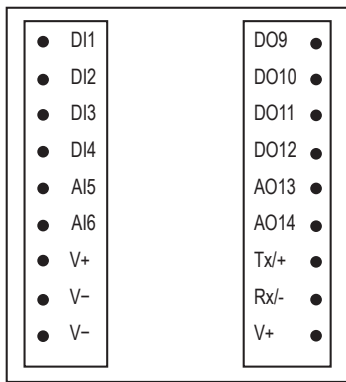 DI1
DI2
DI3
DI4
AI5
AI6
V+
V−
V−
DO9
DO10
DO11
DO12
AO13
AO14
Tx/+
Rx/-
V+